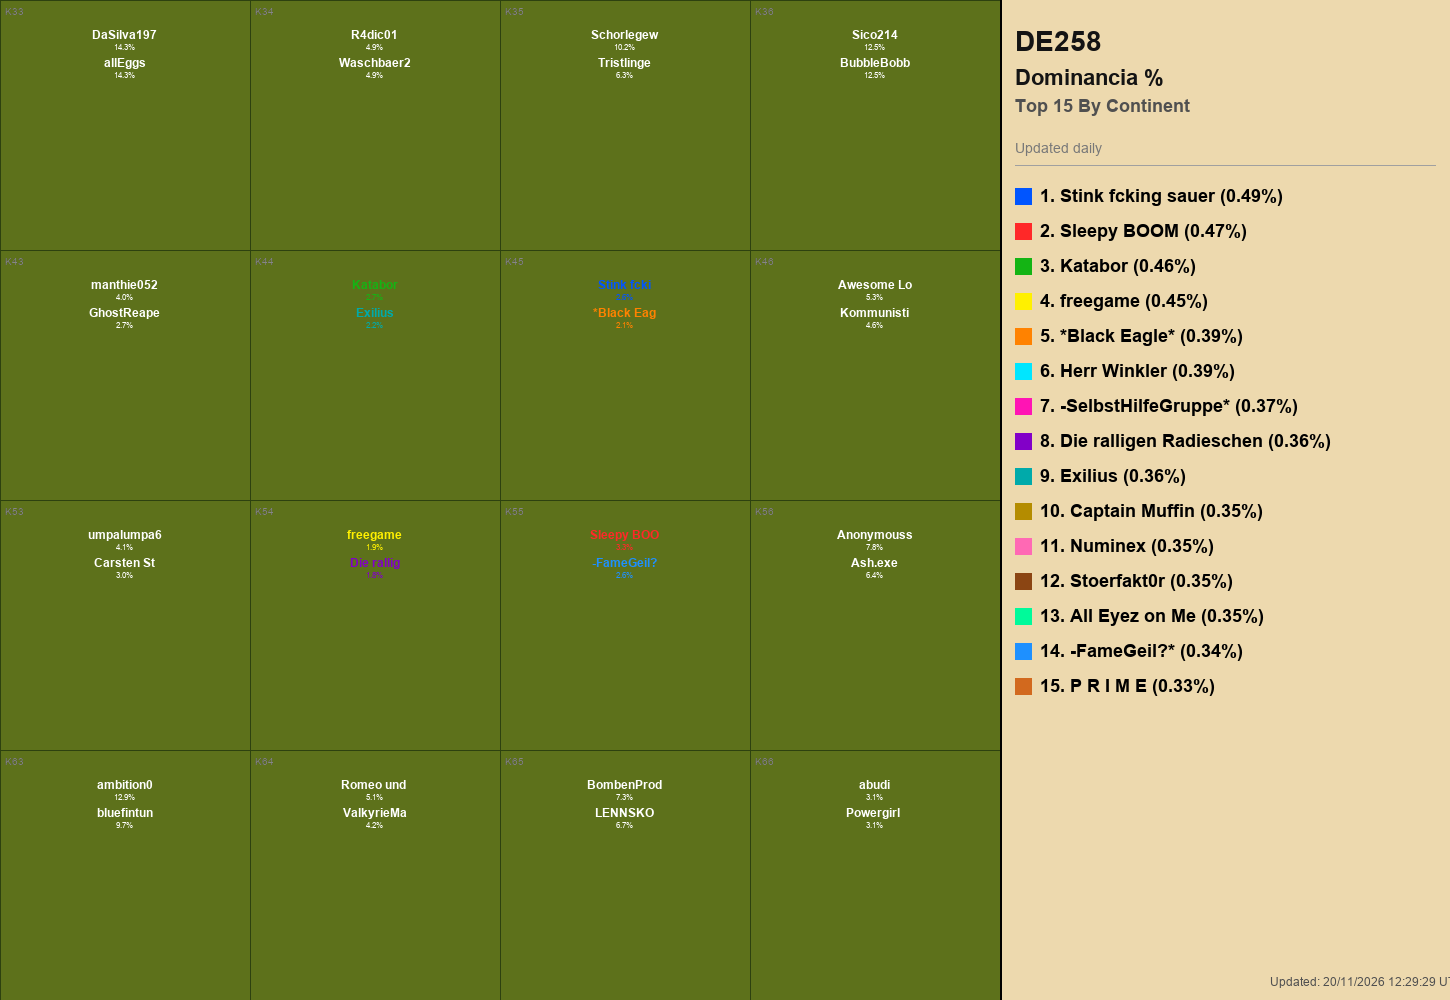 K33
DaSilva197
14.3%
allEggs
14.3%
K34
R4dic01
4.9%
Waschbaer2
4.9%
K35
Schorlegew
10.2%
Tristlinge
6.3%
K36
Sico214
12.5%
BubbleBobb
12.5%
K43
manthie052
4.0%
GhostReape
2.7%
K44
Katabor
Exilius
2.2%
K45
Stink fcki
*Black Eag
2.1%
K46
Awesome Lo
5.3%
Kommunisti
4.6%
K53
umpalumpa6
4.1%
Carsten St
3.0%
K54
freegame
1.9%
Die rallig
K55
Sleepy BOO
-FameGeil?
K56
Anonymouss
7.8%
Ash.exe
6.4%
K63
ambition0
12.9%
bluefintun
9.7%
K64
Romeo und
5.1%
ValkyrieMa
4.2%
K65
BombenProd
7.3%
LENNSKO
6.7%
K66
abudi
3.1%
Powergirl
3.1%
DE258
Dominancia %
Top 15 By Continent
Updated daily
1. Stink fcking sauer (0.49%)
2. Sleepy BOOM (0.47%)
3. Katabor (0.46%)
4. freegame (0.45%)
5. *Black Eagle* (0.39%)
6. Herr Winkler (0.39%)
7. -SelbstHilfeGruppe* (0.37%)
8. Die ralligen Radieschen (0.36%)
9. Exilius (0.36%)
10. Captain Muffin (0.35%)
11. Numinex (0.35%)
12. Stoerfakt0r (0.35%)
13. All Eyez on Me (0.35%)
14. -FameGeil?* (0.34%)
15. P R I M E (0.33%)
Updated: 20/11/2026 12:29:29